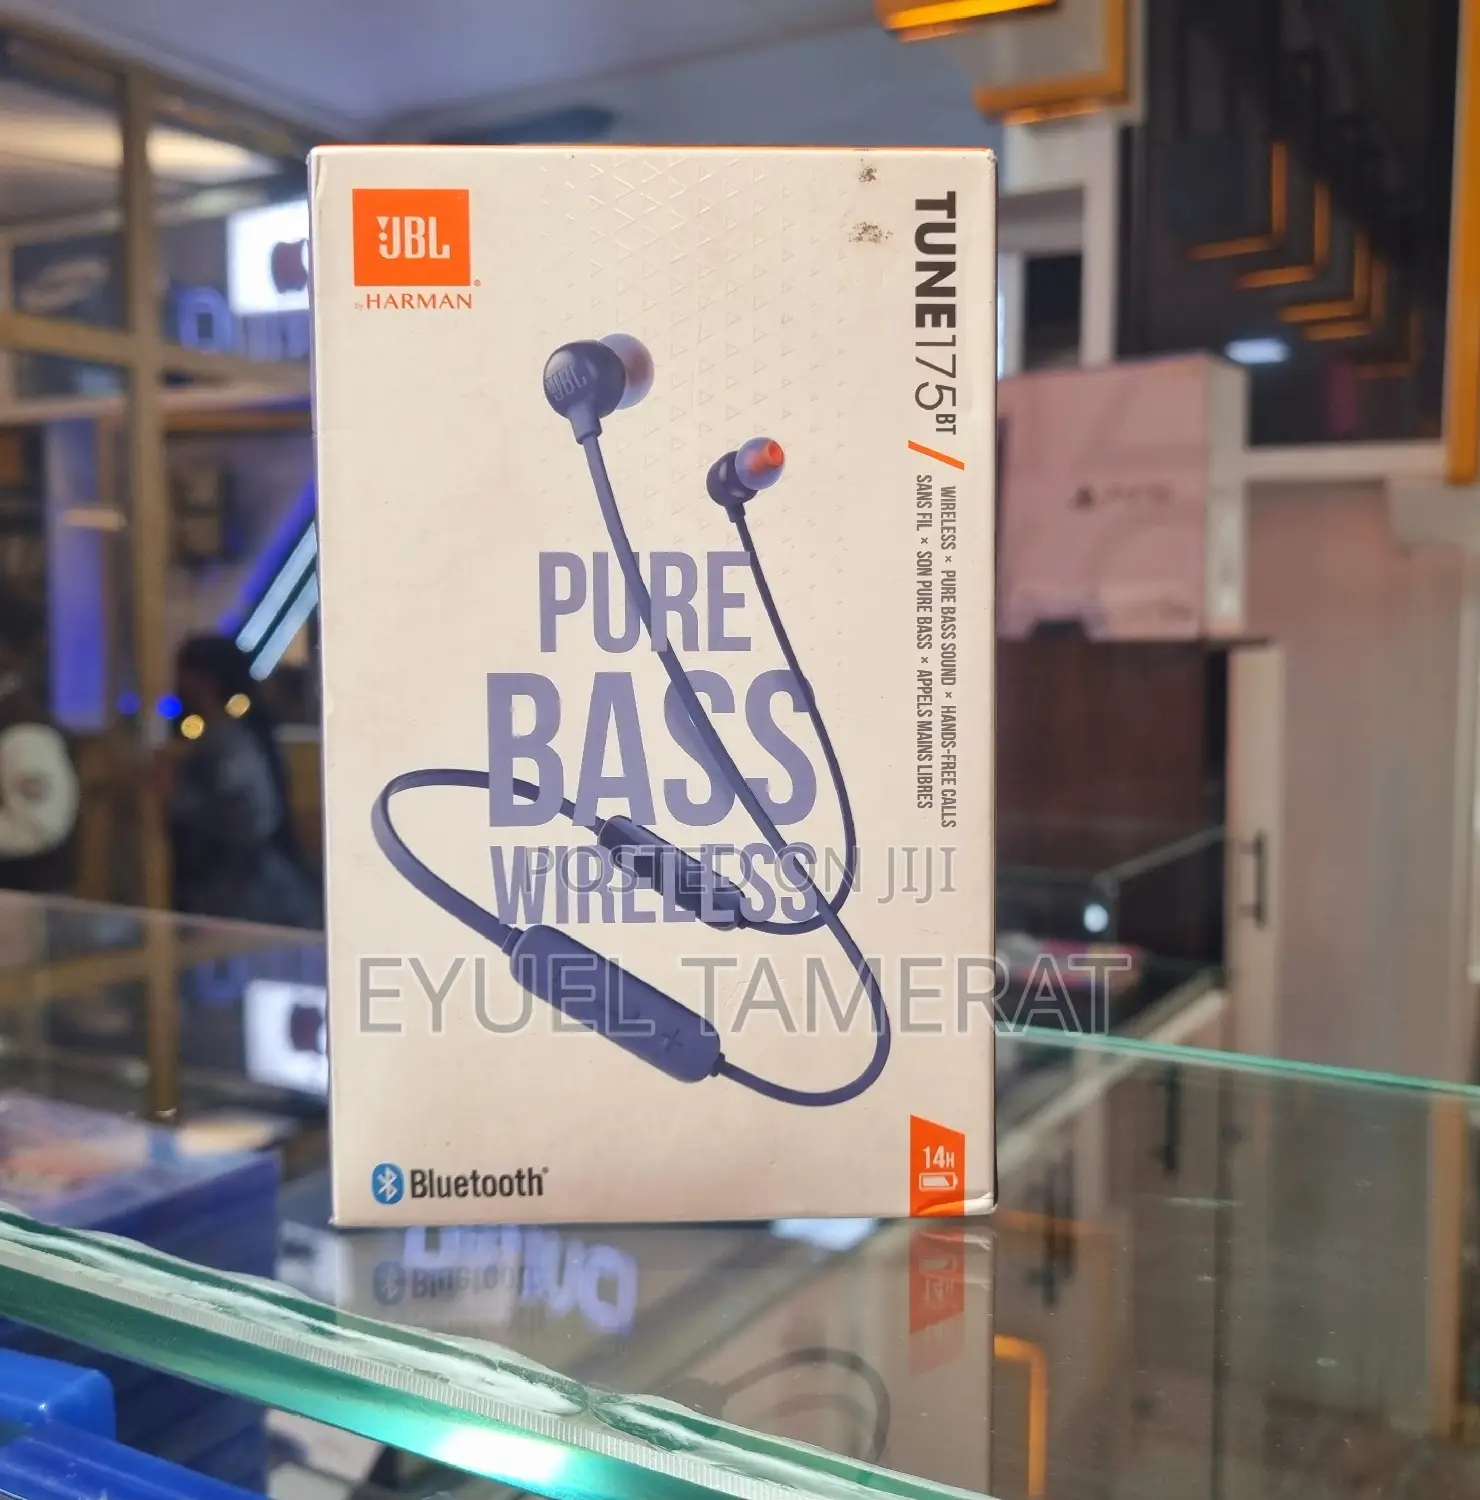 JBL
by HARMAN
TUNE175BT
WIRELESS × PURE BASS SOUND × HANDS-FREE CALLS
SANS FIL × SON PURE BASS × APPELS MAINS LIBRES
JBL
PURE
BASS
WIRELESS
POSTED ON JIJI
EYUEL TAMERAT
Bluetooth®
14H